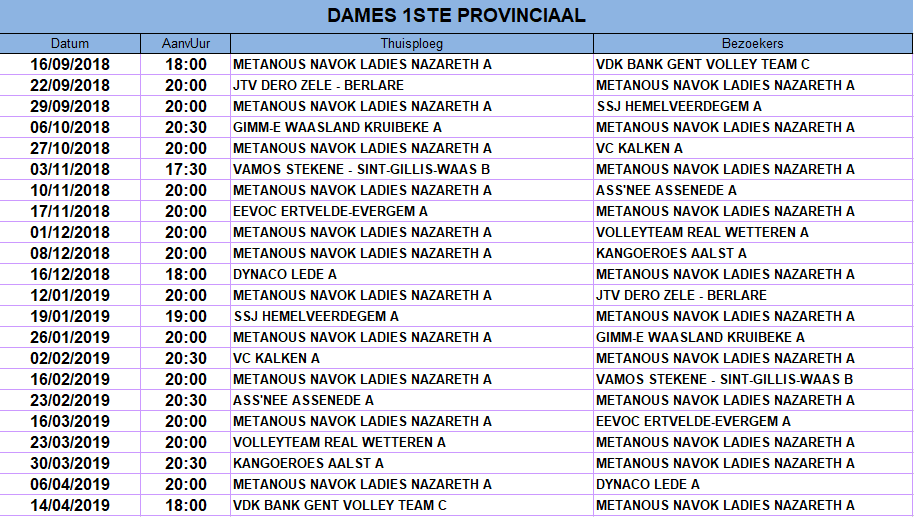 DAMES 1STE PROVINCIAAL
Datum AanvUur Thuisploeg Bezoekers
16/09/2018 18:00 METANOUS NAVOK LADIES NAZARETH A VDK BANK GENT VOLLEY TEAM C
22/09/2018 20:00 JTV DERO ZELE - BERLARE METANOUS NAVOK LADIES NAZARETH A
29/09/2018 20:00 METANOUS NAVOK LADIES NAZARETH A SSJ HEMELVEERDEGEM A
06/10/2018 20:30 GIMM-E WAASLAND KRUIBEKE A METANOUS NAVOK LADIES NAZARETH A
27/10/2018 20:00 METANOUS NAVOK LADIES NAZARETH A VC KALKEN A
03/11/2018 17:30 VAMOS STEKENE - SINT-GILLIS-WAAS B METANOUS NAVOK LADIES NAZARETH A
10/11/2018 20:00 METANOUS NAVOK LADIES NAZARETH A ASS'NEE ASSENEDE A
17/11/2018 20:00 EEVOC ERTVELDE-EVERGEM A METANOUS NAVOK LADIES NAZARETH A
01/12/2018 20:00 METANOUS NAVOK LADIES NAZARETH A VOLLEYTEAM REAL WETTEREN A
08/12/2018 20:00 METANOUS NAVOK LADIES NAZARETH A KANGOEROES AALST A
16/12/2018 18:00 DYNACO LEDE A METANOUS NAVOK LADIES NAZARETH A
12/01/2019 20:00 METANOUS NAVOK LADIES NAZARETH A JTV DERO ZELE - BERLARE
19/01/2019 19:00 SSJ HEMELVEERDEGEM A METANOUS NAVOK LADIES NAZARETH A
26/01/2019 20:00 METANOUS NAVOK LADIES NAZARETH A GIMM-E WAASLAND KRUIBEKE A
02/02/2019 20:30 VC KALKEN A METANOUS NAVOK LADIES NAZARETH A
16/02/2019 20:00 METANOUS NAVOK LADIES NAZARETH A VAMOS STEKENE - SINT-GILLIS-WAAS B
23/02/2019 20:30 ASS'NEE ASSENEDE A METANOUS NAVOK LADIES NAZARETH A
16/03/2019 20:00 METANOUS NAVOK LADIES NAZARETH A EEVOC ERTVELDE-EVERGEM A
23/03/2019 20:00 VOLLEYTEAM REAL WETTEREN A METANOUS NAVOK LADIES NAZARETH A
30/03/2019 20:30 KANGOEROES AALST A METANOUS NAVOK LADIES NAZARETH A
06/04/2019 20:00 METANOUS NAVOK LADIES NAZARETH A DYNACO LEDE A
14/04/2019 18:00 VDK BANK GENT VOLLEY TEAM C METANOUS NAVOK LADIES NAZARETH A